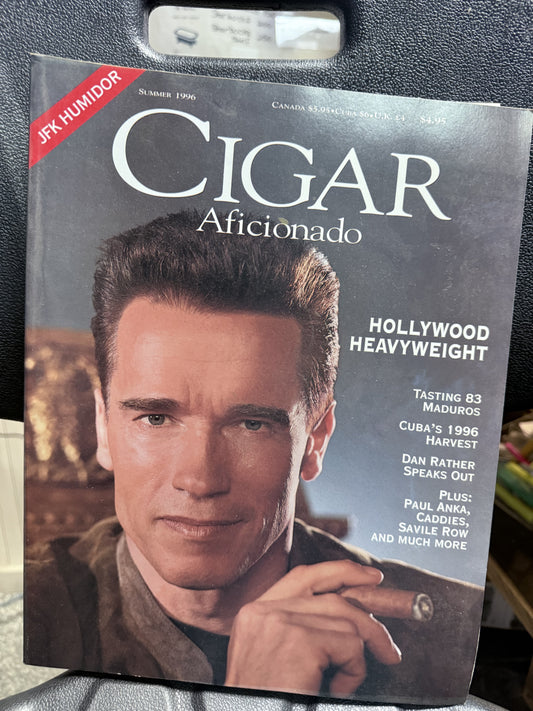 JFK HUMIDOR
SUMMER 1996
CANADA $5.95•CUBA $6•U.K. £4 $4.95
CIGAR
Aficionado
HOLLYWOOD
HEAVYWEIGHT
TASTING 83
MADUROS
CUBA'S 1996
HARVEST
DAN RATHER
SPEAKS OUT
PLUS:
PAUL ANKA,
CADDIES,
SAVILE ROW
AND MUCH MORE